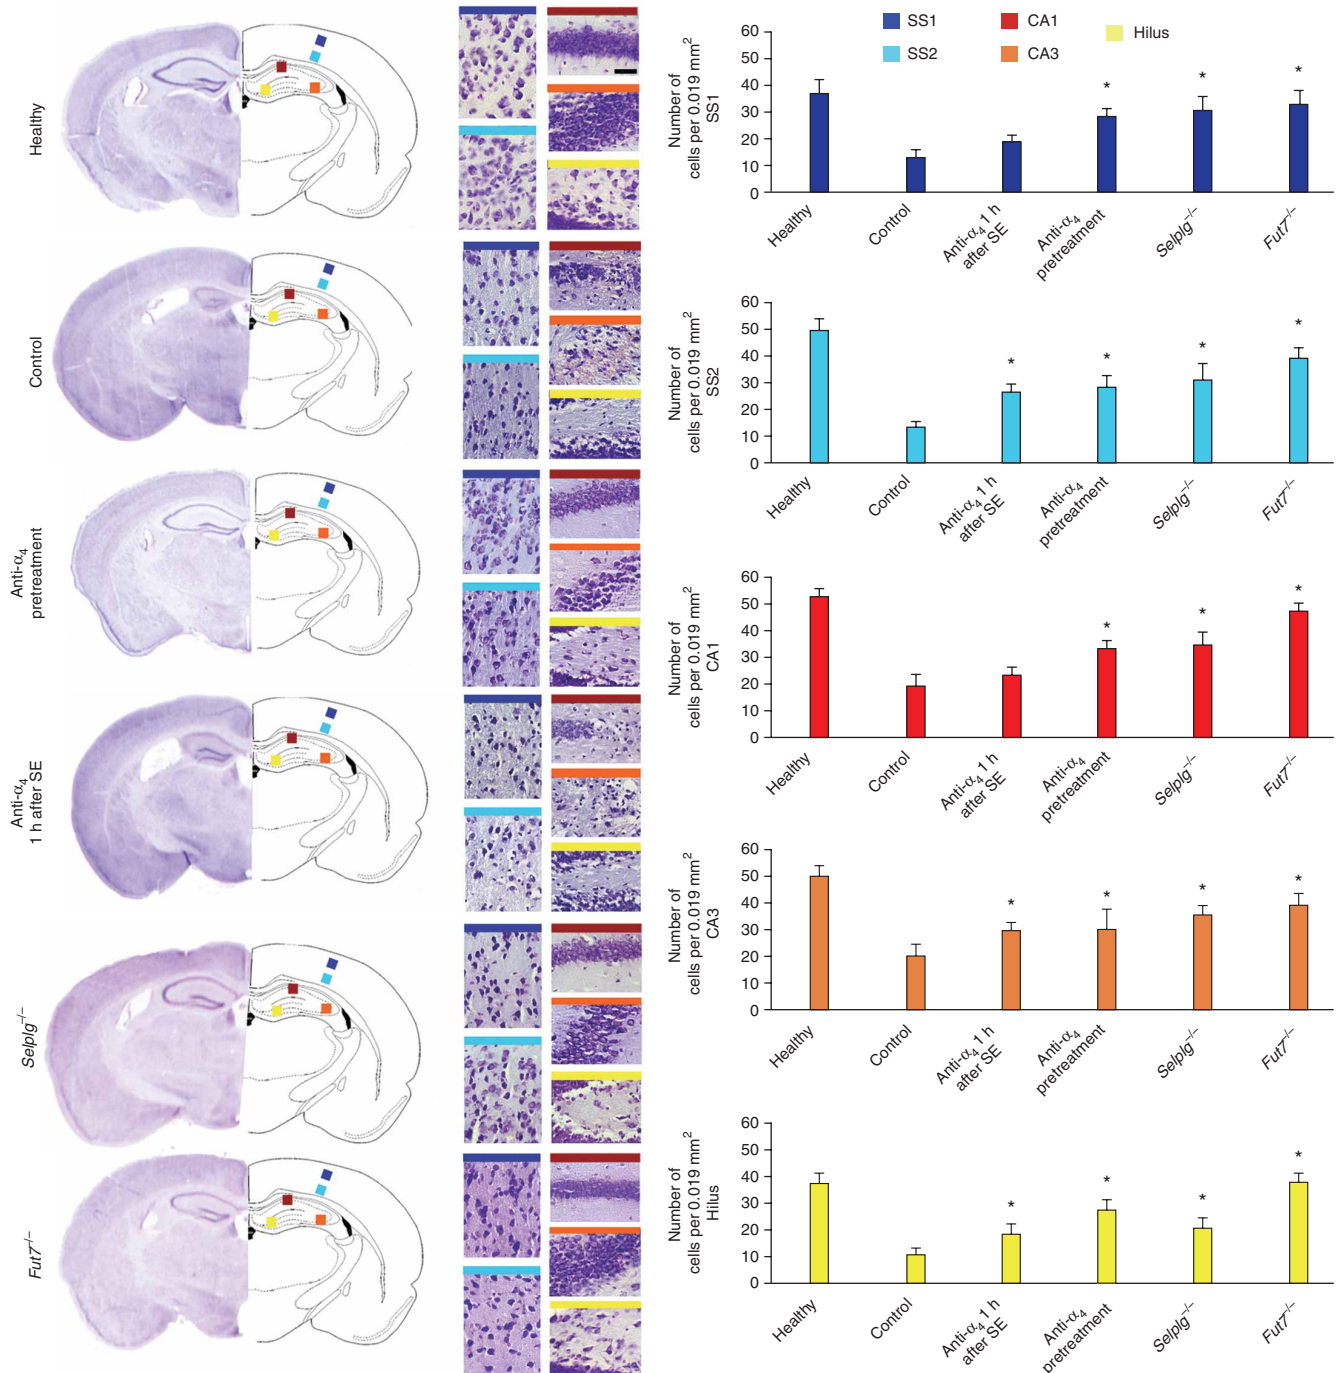 Healthy
Control
Anti-α4
pretreatment
Anti-α4
1 h after SE
Selplg–/–
Fut7–/–
SS1
SS2
CA1
CA3
Hilus
Number of
cells per 0.019 mm2
SS1
60
50
40
30
20
10
0
*
*
*
Healthy
Control
Anti-α4 1 h
after SE
Anti-α4
pretreatment
Selplg–/–
Fut7–/–
Number of
cells per 0.019 mm2
SS2
60
50
40
30
20
10
0
*
*
*
*
Healthy
Control
Anti-α4 1 h
after SE
Anti-α4
pretreatment
Selplg–/–
Fut7–/–
Number of
cells per 0.019 mm2
CA1
60
50
40
30
20
10
0
*
*
*
Healthy
Control
Anti-α4 1 h
after SE
Anti-α4
pretreatment
Selplg–/–
Fut7–/–
Number of
cells per 0.019 mm2
CA3
60
50
40
30
20
10
0
*
*
*
*
Healthy
Control
Anti-α4 1 h
after SE
Anti-α4
pretreatment
Selplg–/–
Fut7–/–
Number of
cells per 0.019 mm2
Hilus
60
50
40
30
20
10
0
*
*
*
*
Healthy
Control
Anti-α4 1 h
after SE
Anti-α4
pretreatment
Selplg–/–
Fut7–/–